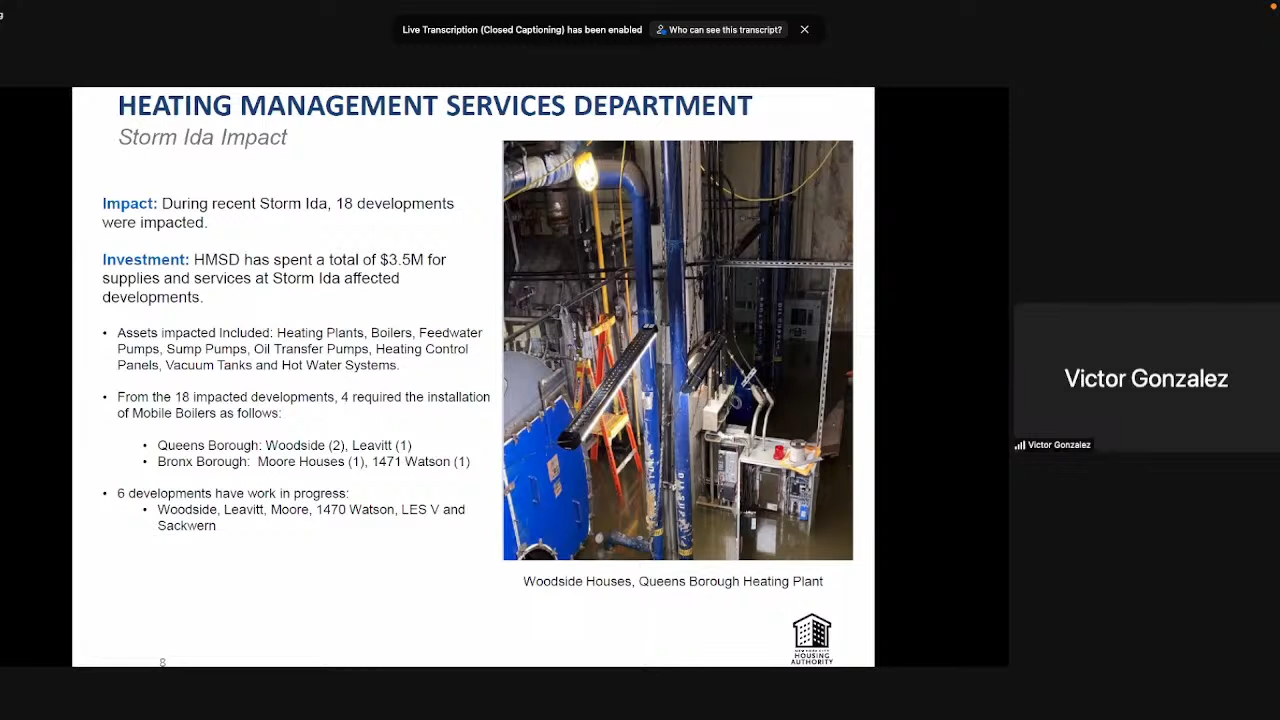 g
Live Transcription (Closed Captioning) has been enabled
Who can see this transcript?
HEATING MANAGEMENT SERVICES DEPARTMENT
Storm Ida Impact
Impact: During recent Storm Ida, 18 developments
were impacted.
Investment: HMSD has spent a total of $3.5M for
supplies and services at Storm Ida affected
developments.
• Assets impacted Included: Heating Plants, Boilers, Feedwater
Pumps, Sump Pumps, Oil Transfer Pumps, Heating Control
Panels, Vacuum Tanks and Hot Water Systems.
• From the 18 impacted developments, 4 required the installation
of Mobile Boilers as follows:
• Queens Borough: Woodside (2), Leavitt (1)
• Bronx Borough: Moore Houses (1), 1471 Watson (1)
• 6 developments have work in progress:
• Woodside, Leavitt, Moore, 1470 Watson, LES V and
Sackwern
Woodside Houses, Queens Borough Heating Plant
NEW YORK CITY
HOUSING
AUTHORITY
8
Victor Gonzalez
Victor Gonzalez